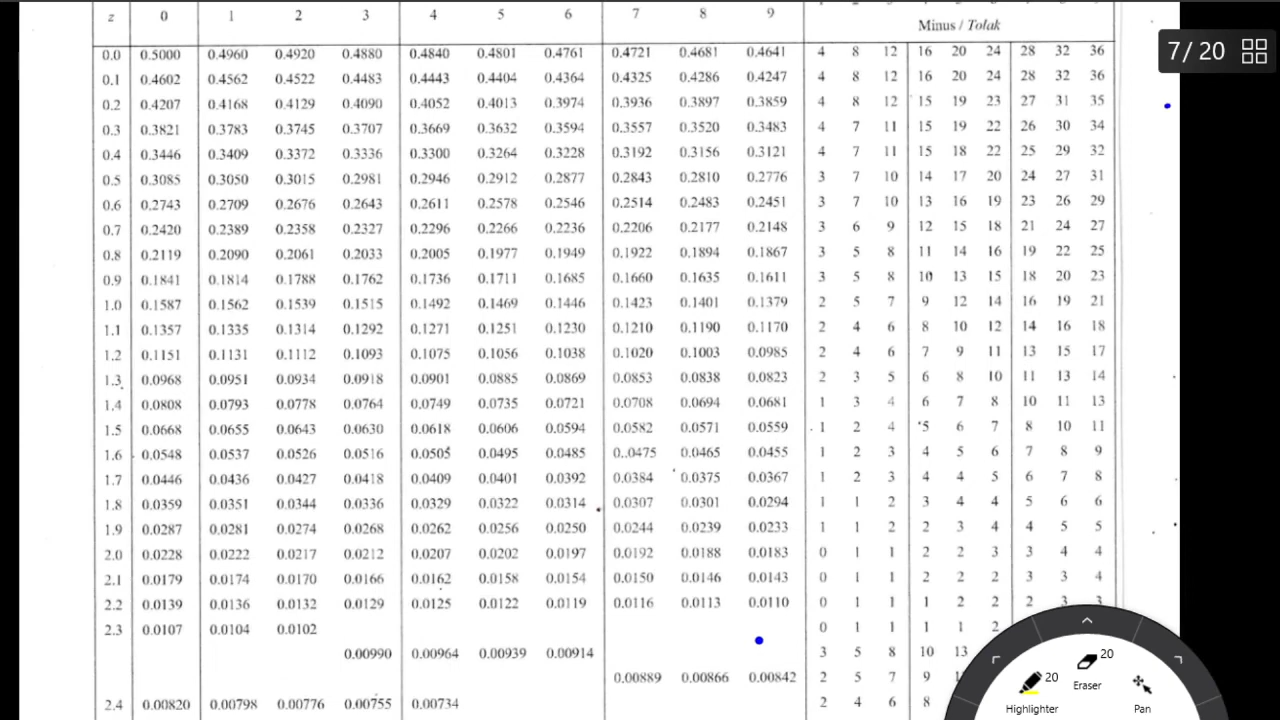 7/ 20
z 0 1 2 3 4 5 6 7 8 9
Minus / Tolak
0.0 0.5000 0.4960 0.4920 0.4880 0.4840 0.4801 0.4761 0.4721 0.4681 0.4641 4 8 12 16 20 24 28 32 36
0.1 0.4602 0.4562 0.4522 0.4483 0.4443 0.4404 0.4364 0.4325 0.4286 0.4247 4 8 12 16 20 24 28 32 36
0.2 0.4207 0.4168 0.4129 0.4090 0.4052 0.4013 0.3974 0.3936 0.3897 0.3859 4 8 12 15 19 23 27 31 35
0.3 0.3821 0.3783 0.3745 0.3707 0.3669 0.3632 0.3594 0.3557 0.3520 0.3483 4 7 11 15 19 22 26 30 34
0.4 0.3446 0.3409 0.3372 0.3336 0.3300 0.3264 0.3228 0.3192 0.3156 0.3121 4 7 11 15 18 22 25 29 32
0.5 0.3085 0.3050 0.3015 0.2981 0.2946 0.2912 0.2877 0.2843 0.2810 0.2776 3 7 10 14 17 20 24 27 31
0.6 0.2743 0.2709 0.2676 0.2643 0.2611 0.2578 0.2546 0.2514 0.2483 0.2451 3 7 10 13 16 19 23 26 29
0.7 0.2420 0.2389 0.2358 0.2327 0.2296 0.2266 0.2236 0.2206 0.2177 0.2148 3 6 9 12 15 18 21 24 27
0.8 0.2119 0.2090 0.2061 0.2033 0.2005 0.1977 0.1949 0.1922 0.1894 0.1867 3 5 8 11 14 16 19 22 25
0.9 0.1841 0.1814 0.1788 0.1762 0.1736 0.1711 0.1685 0.1660 0.1635 0.1611 3 5 8 10 13 15 18 20 23
1.0 0.1587 0.1562 0.1539 0.1515 0.1492 0.1469 0.1446 0.1423 0.1401 0.1379 2 5 7 9 12 14 16 19 21
1.1 0.1357 0.1335 0.1314 0.1292 0.1271 0.1251 0.1230 0.1210 0.1190 0.1170 2 4 6 8 10 12 14 16 18
1.2 0.1151 0.1131 0.1112 0.1093 0.1075 0.1056 0.1038 0.1020 0.1003 0.0985 2 4 6 7 9 11 13 15 17
1.3 0.0968 0.0951 0.0934 0.0918 0.0901 0.0885 0.0869 0.0853 0.0838 0.0823 2 3 5 6 8 10 11 13 14
1.4 0.0808 0.0793 0.0778 0.0764 0.0749 0.0735 0.0721 0.0708 0.0694 0.0681 1 3 4 6 7 8 10 11 13
1.5 0.0668 0.0655 0.0643 0.0630 0.0618 0.0606 0.0594 0.0582 0.0571 0.0559 1 2 4 5 6 7 8 10 11
1.6 0.0548 0.0537 0.0526 0.0516 0.0505 0.0495 0.0485 0..0475 0.0465 0.0455 1 2 3 4 5 6 7 8 9
1.7 0.0446 0.0436 0.0427 0.0418 0.0409 0.0401 0.0392 0.0384 0.0375 0.0367 1 2 3 4 4 5 6 7 8
1.8 0.0359 0.0351 0.0344 0.0336 0.0329 0.0322 0.0314 0.0307 0.0301 0.0294 1 1 2 3 4 4 5 6 6
1.9 0.0287 0.0281 0.0274 0.0268 0.0262 0.0256 0.0250 0.0244 0.0239 0.0233 1 1 2 2 3 4 4 5 5
2.0 0.0228 0.0222 0.0217 0.0212 0.0207 0.0202 0.0197 0.0192 0.0188 0.0183 0 1 1 2 2 3 3 4 4
2.1 0.0179 0.0174 0.0170 0.0166 0.0162 0.0158 0.0154 0.0150 0.0146 0.0143 0 1 1 2 2 2 3 3 4
2.2 0.0139 0.0136 0.0132 0.0129 0.0125 0.0122 0.0119 0.0116 0.0113 0.0110 0 1 1 1 2 2 2 3 3
2.3 0.0107 0.0104 0.0102 0 1 1 1 1 2
0.00990 0.00964 0.00939 0.00914 3 5 8 10 13
0.00889 0.00866 0.00842 2 5 7 9
2.4 0.00820 0.00798 0.00776 0.00755 0.00734 2 4 6 8
20
20
Eraser
Highlighter
Pan